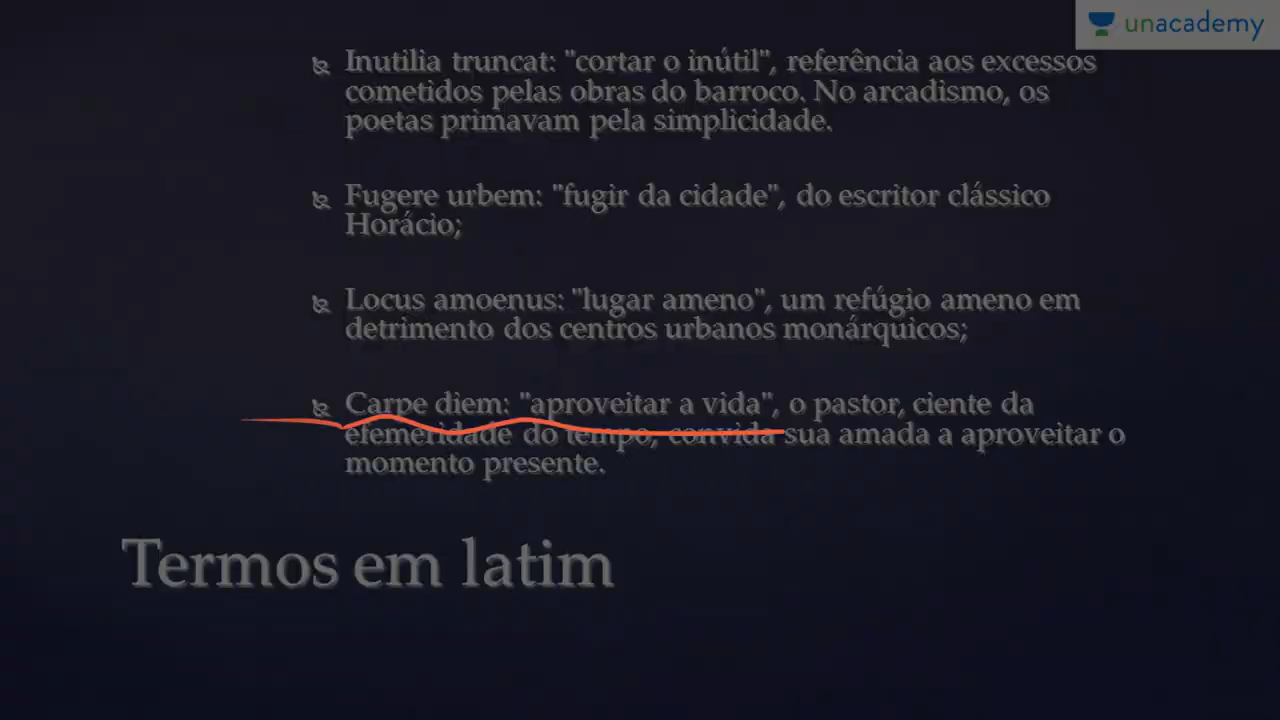 unacademy
Inutilia truncat: "cortar o inútil", referência aos excessos
cometidos pelas obras do barroco. No arcadismo, os
poetas primavam pela simplicidade.
Fugere urbem: "fugir da cidade", do escritor clássico
Horácio;
Locus amoenus: "lugar ameno", um refúgio ameno em
detrimento dos centros urbanos monárquicos;
Carpe diem: "aproveitar a vida", o pastor, ciente da
efemeridade do tempo, convida sua amada a aproveitar o
momento presente.
Termos em latim